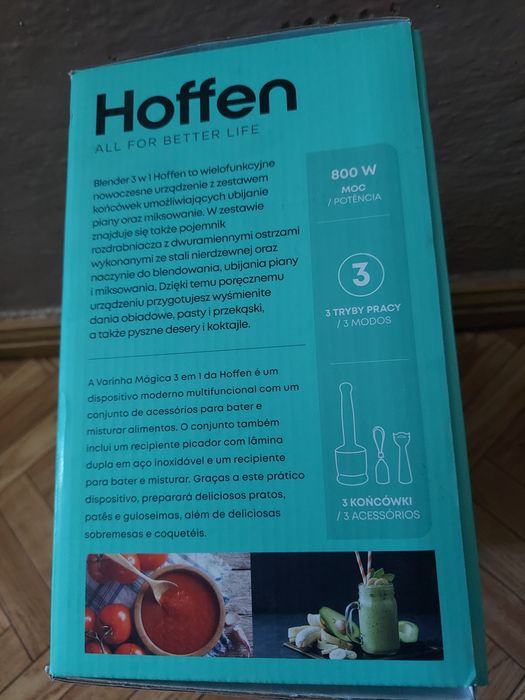 Hoffen
ALL FOR BETTER LIFE
Blender 3 w 1 Hoffen to wielofunkcyjne
nowoczesne urządzenie z zestawem
końcówek umożliwiających ubijanie
piany oraz miksowanie. W zestawie
znajduje się także pojemnik
rozdrabniacza z dwuramiennymi ostrzami
wykonanymi ze stali nierdzewnej oraz
naczynie do blendowania, ubijania piany
i miksowania. Dzięki temu poręcznemu
urządzeniu przygotujesz wyśmienite
dania obiadowe, pasty i przekąski,
a także pyszne desery i koktajle.
A Varinha Mágica 3 em 1 da Hoffen é um
dispositivo moderno multifuncional com um
conjunto de acessórios para bater e
misturar alimentos. O conjunto também
inclui um recipiente picador com lâmina
dupla em aço inoxidável e um recipiente
para bater e misturar. Graças a este prático
dispositivo, preparará deliciosos pratos,
patês e guloseimas, além de deliciosas
sobremesas e coquetéis.
800 W
MOC
/ POTÊNCIA
3
3 TRYBY PRACY
/ 3 MODOS
3 KOŃCÓWKI
/ 3 ACESSÓRIOS